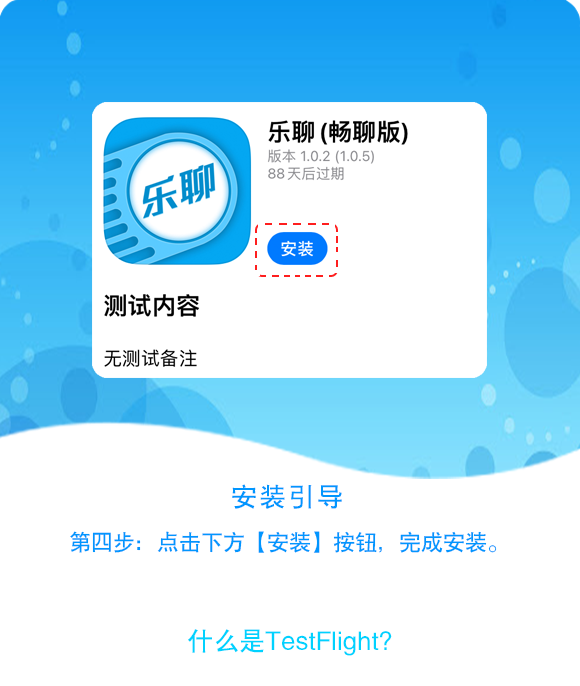 乐聊
乐聊 (畅聊版)
版本 1.0.2 (1.0.5)
88 天后过期
安装
测试内容
无测试备注
安装引导
第四步：点击下方【安装】按钮，完成安装。
什么是TestFlight?